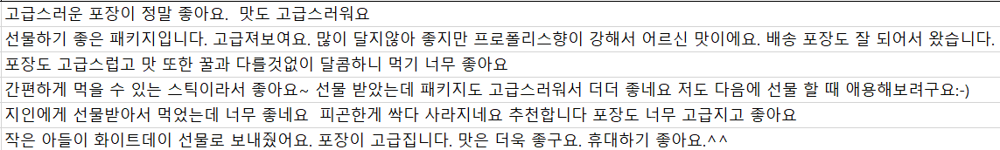 고급스러운 포장이 정말 좋아요.  맛도 고급스러워요
선물하기 좋은 패키지입니다. 고급져보여요. 많이 달지않아 좋지만 프로폴리스향이 강해서 어르신 맛이에요. 배송 포장도 잘 되어서 왔습니다.
포장도 고급스럽고 맛 또한 꿀과 다를것없이 달콤하니 먹기 너무 좋아요
간편하게 먹을 수 있는 스틱이라서 좋아요~ 선물 받았는데 패키지도 고급스러워서 더더 좋네요 저도 다음에 선물 할 때 애용해보려구요:-)
지인에게 선물받아서 먹었는데 너무 좋네요  피곤한게 싹다 사라지네요 추천합니다 포장도 너무 고급지고 좋아요
작은 아들이 화이트데이 선물로 보내줬어요. 포장이 고급집니다. 맛은 더욱 좋구요. 휴대하기 좋아요.^^